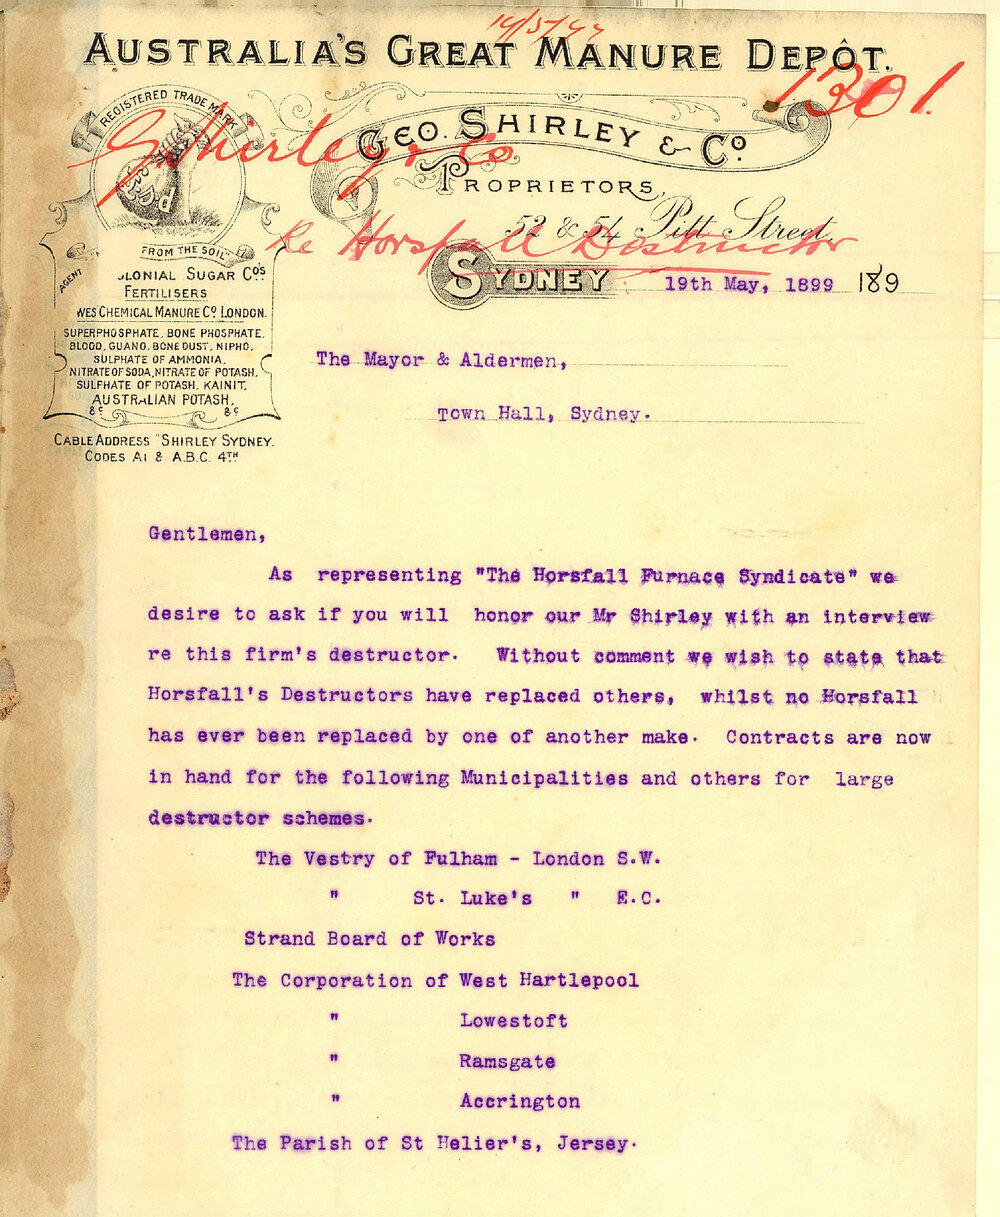 14/5/97
AUSTRALIA'S GREAT MANURE DEPÔT.
1301.
REGISTERED TRADE MARK
G Shirley & Co
GEO. SHIRLEY & Co
PROPRIETORS,
52 & 54 Pitt Street,
Re Horsfall Destructor
SYDNEY
19th May, 1899 189
FROM THE SOIL
AGENT
LONIAL SUGAR COS
FERTILISERS
WES CHEMICAL MANURE CO LONDON.
SUPERPHOSPHATE, BONE PHOSPHATE,
BLOOD, GUANO, BONE DUST, NIPHO,
SULPHATE OF AMMONIA,
NITRATE OF SODA, NITRATE OF POTASH,
SULFHATE OF POTASH, KAINIT,
AUSTRALIAN POTASH,
&c &c
CABLE ADDRESS "SHIRLEY SYDNEY.
CODES A1 & A.B.C. 4TH
The Mayor & Aldermen,
Town Hall, Sydney.
Gentlemen,
As representing "The Horsfall Furnace Syndicate" we
desire to ask if you will honor our Mr Shirley with an interview
re this firm's destructor. Without comment we wish to state that
Horsfall's Destructors have replaced others, whilst no Horsfall
has ever been replaced by one of another make. Contracts are now
in hand for the following Municipalities and others for large
destructor schemes.
The Vestry of Fulham - London S.W.
" St. Luke's " E.C.
Strand Board of Works
The Corporation of West Hartlepool
" Lowestoft
" Ramsgate
" Accrington
The Parish of St Helier's, Jersey.